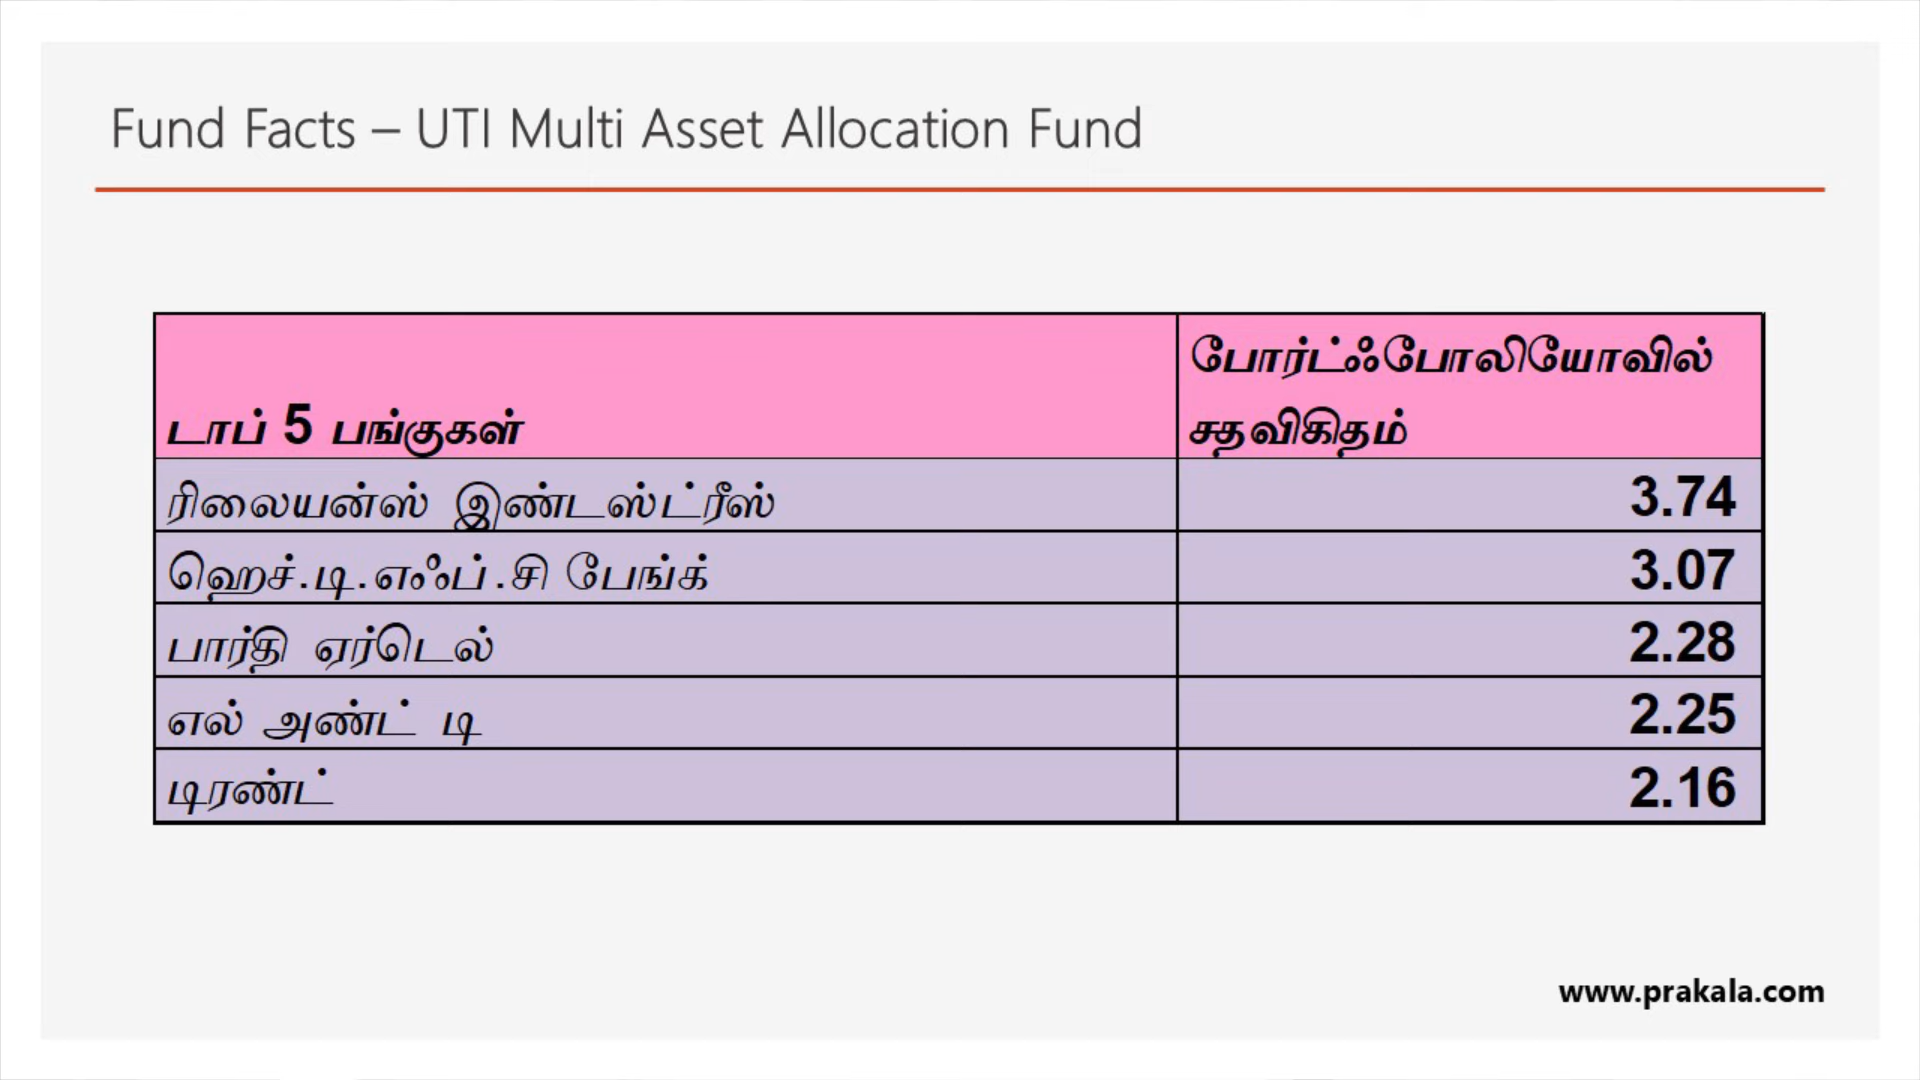 Fund Facts – UTI Multi Asset Allocation Fund
டாப் 5 பங்குகள் போர்ட்ஃபோலியோவில் சதவிகிதம்
ரிலையன்ஸ் இண்டஸ்ட்ரீஸ் 3.74
ஹெச்.டி.எஃப்.சி பேங்க் 3.07
பார்தி ஏர்டெல் 2.28
எல் அண்ட் டி 2.25
டிரண்ட் 2.16
www.prakala.com